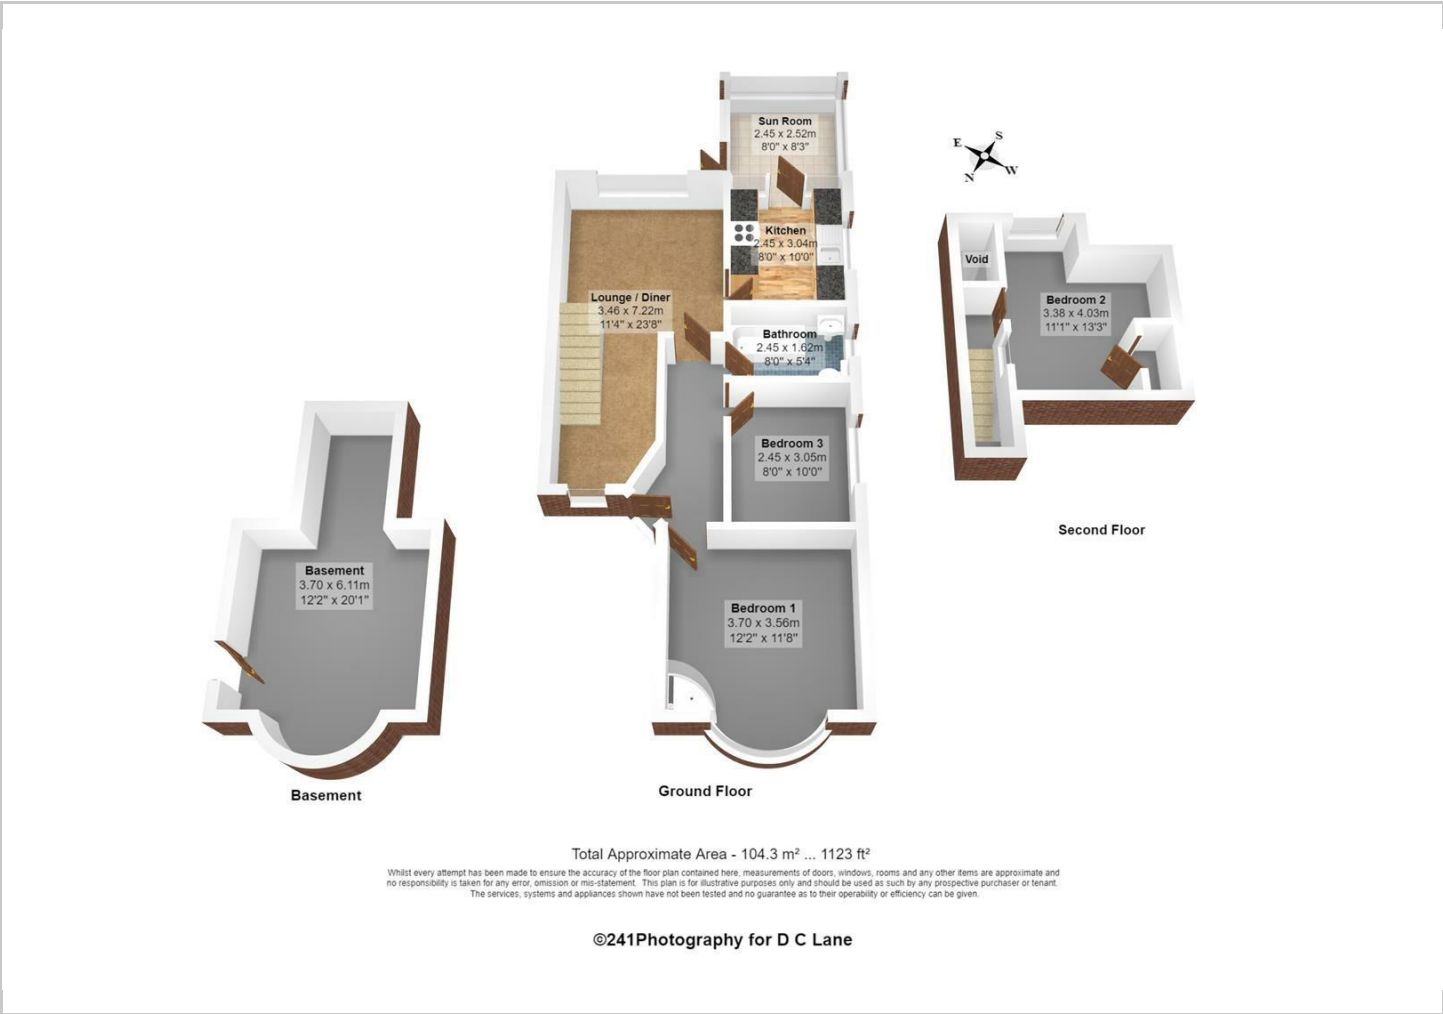 Sun Room
2.45 x 2.52m
8'0" x 8'3"
E
S
N
W
Kitchen
2.45 x 3.04m
8'0" x 10'0"
Void
Lounge / Diner
3.46 x 7.22m
11'4" x 23'8"
Bedroom 2
3.38 x 4.03m
11'1" x 13'3"
Bathroom
2.45 x 1.62m
8'0" x 5'4"
Bedroom 3
2.45 x 3.05m
8'0" x 10'0"
Second Floor
Basement
3.70 x 6.11m
12'2" x 20'1"
Bedroom 1
3.70 x 3.56m
12'2" x 11'8"
Basement
Ground Floor
Total Approximate Area - 104.3 m² ... 1123 ft²
Whilst every attempt has been made to ensure the accuracy of the floor plan contained here, measurements of doors, windows, rooms and any other items are approximate and
no responsibility is taken for any error, omission or mis-statement. This plan is for illustrative purposes only and should be used as such by any prospective purchaser or tenant.
The services, systems and appliances shown have not been tested and no guarantee as to their operability or efficiency can be given.
©241Photography for D C Lane